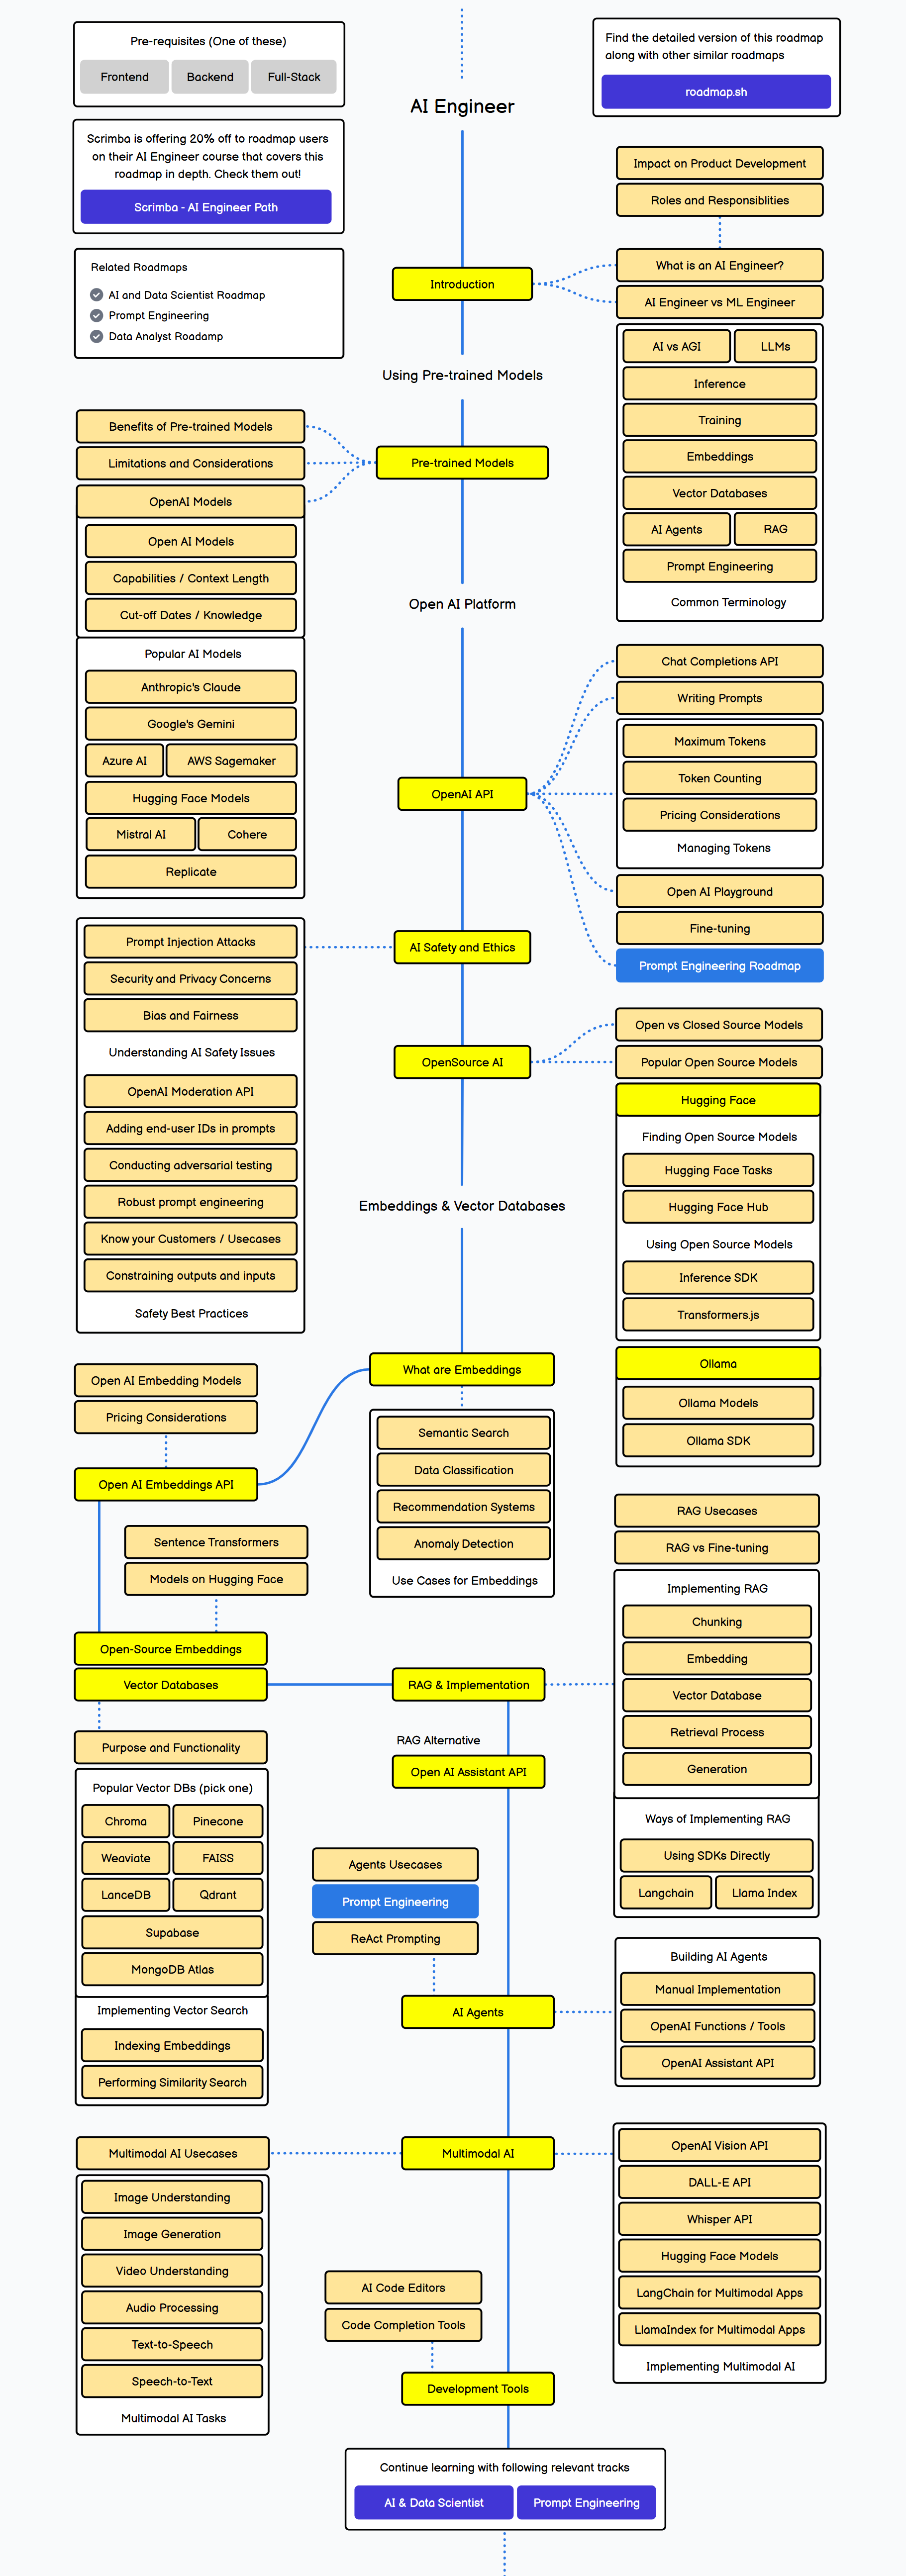 Pre-requisites (One of these)
Frontend
Backend
Full-Stack
Find the detailed version of this roadmap
along with other similar roadmaps
roadmap.sh
AI Engineer
Scrimba is offering 20% off to roadmap users
on their AI Engineer course that covers this
roadmap in depth. Check them out!
Scrimba - AI Engineer Path
Related Roadmaps
AI and Data Scientist Roadmap
Prompt Engineering
Data Analyst Roadamp
Impact on Product Development
Roles and Responsiblities
Introduction
What is an AI Engineer?
AI Engineer vs ML Engineer
AI vs AGI
LLMs
Inference
Training
Embeddings
Vector Databases
AI Agents
RAG
Prompt Engineering
Common Terminology
Using Pre-trained Models
Pre-trained Models
Benefits of Pre-trained Models
Limitations and Considerations
OpenAI Models
Open AI Models
Capabilities / Context Length
Cut-off Dates / Knowledge
Popular AI Models
Anthropic's Claude
Google's Gemini
Azure AI
AWS Sagemaker
Hugging Face Models
Mistral AI
Cohere
Replicate
Open AI Platform
OpenAI API
Chat Completions API
Writing Prompts
Maximum Tokens
Token Counting
Pricing Considerations
Managing Tokens
Open AI Playground
Fine-tuning
Prompt Engineering Roadmap
AI Safety and Ethics
Prompt Injection Attacks
Security and Privacy Concerns
Bias and Fairness
Understanding AI Safety Issues
OpenAI Moderation API
Adding end-user IDs in prompts
Conducting adversarial testing
Robust prompt engineering
Know your Customers / Usecases
Constraining outputs and inputs
Safety Best Practices
OpenSource AI
Open vs Closed Source Models
Popular Open Source Models
Hugging Face
Finding Open Source Models
Hugging Face Tasks
Hugging Face Hub
Using Open Source Models
Inference SDK
Transformers.js
Ollama
Ollama Models
Ollama SDK
Embeddings & Vector Databases
What are Embeddings
Semantic Search
Data Classification
Recommendation Systems
Anomaly Detection
Use Cases for Embeddings
Open AI Embedding Models
Pricing Considerations
Open AI Embeddings API
Sentence Transformers
Models on Hugging Face
Open-Source Embeddings
Vector Databases
Purpose and Functionality
Popular Vector DBs (pick one)
Chroma
Pinecone
Weaviate
FAISS
LanceDB
Qdrant
Supabase
MongoDB Atlas
Implementing Vector Search
Indexing Embeddings
Performing Similarity Search
RAG & Implementation
RAG Usecases
RAG vs Fine-tuning
Implementing RAG
Chunking
Embedding
Vector Database
Retrieval Process
Generation
Ways of Implementing RAG
Using SDKs Directly
Langchain
Llama Index
RAG Alternative
Open AI Assistant API
Agents Usecases
Prompt Engineering
ReAct Prompting
AI Agents
Building AI Agents
Manual Implementation
OpenAI Functions / Tools
OpenAI Assistant API
Multimodal AI
Multimodal AI Usecases
Image Understanding
Image Generation
Video Understanding
Audio Processing
Text-to-Speech
Speech-to-Text
Multimodal AI Tasks
OpenAI Vision API
DALL-E API
Whisper API
Hugging Face Models
LangChain for Multimodal Apps
LlamaIndex for Multimodal Apps
Implementing Multimodal AI
AI Code Editors
Code Completion Tools
Development Tools
Continue learning with following relevant tracks
AI & Data Scientist
Prompt Engineering